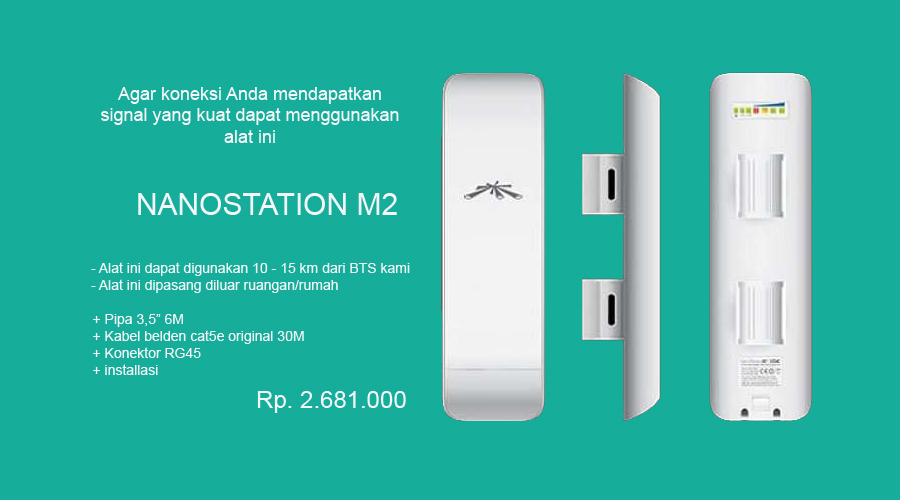 Agar koneksi Anda mendapatkan
signal yang kuat dapat menggunakan
alat ini
NANOSTATION M2
- Alat ini dapat digunakan 10 - 15 km dari BTS kami
- Alat ini dipasang diluar ruangan/rumah
+ Pipa 3,5” 6M
+ Kabel belden cat5e original 30M
+ Konektor RG45
+ installasi
Rp. 2.681.000